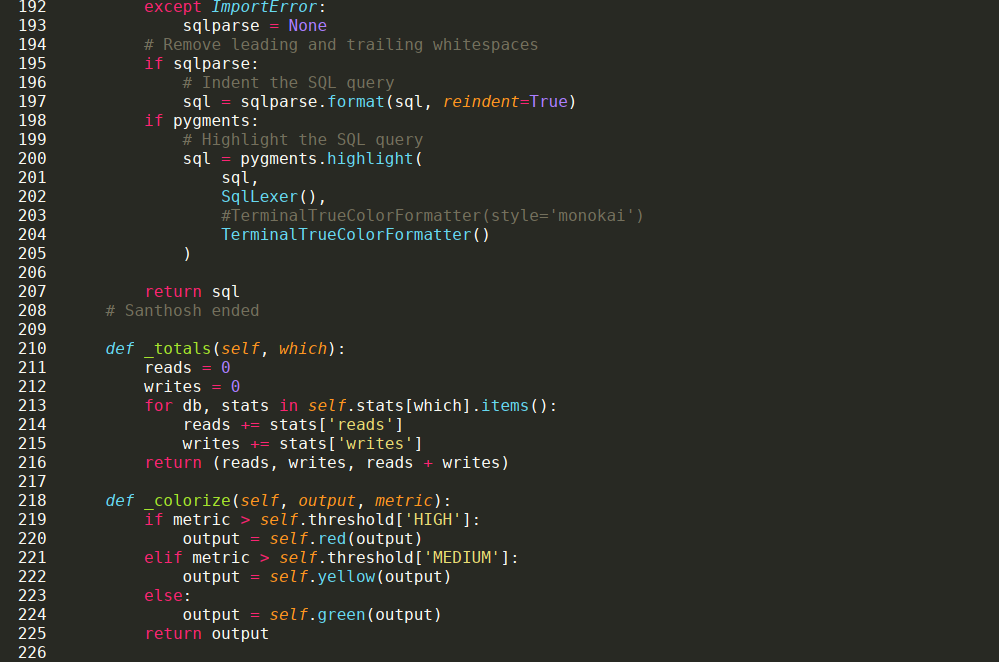 192          except ImportError:
193              sqlparse = None
194          # Remove leading and trailing whitespaces
195          if sqlparse:
196              # Indent the SQL query
197              sql = sqlparse.format(sql, reindent=True)
198          if pygments:
199              # Highlight the SQL query
200              sql = pygments.highlight(
201                  sql,
202                  SqlLexer(),
203                  #TerminalTrueColorFormatter(style='monokai')
204                  TerminalTrueColorFormatter()
205              )
206
207          return sql
208      # Santhosh ended
209
210      def _totals(self, which):
211          reads = 0
212          writes = 0
213          for db, stats in self.stats[which].items():
214              reads += stats['reads']
215              writes += stats['writes']
216          return (reads, writes, reads + writes)
217
218      def _colorize(self, output, metric):
219          if metric > self.threshold['HIGH']:
220              output = self.red(output)
221          elif metric > self.threshold['MEDIUM']:
222              output = self.yellow(output)
223          else:
224              output = self.green(output)
225          return output
226